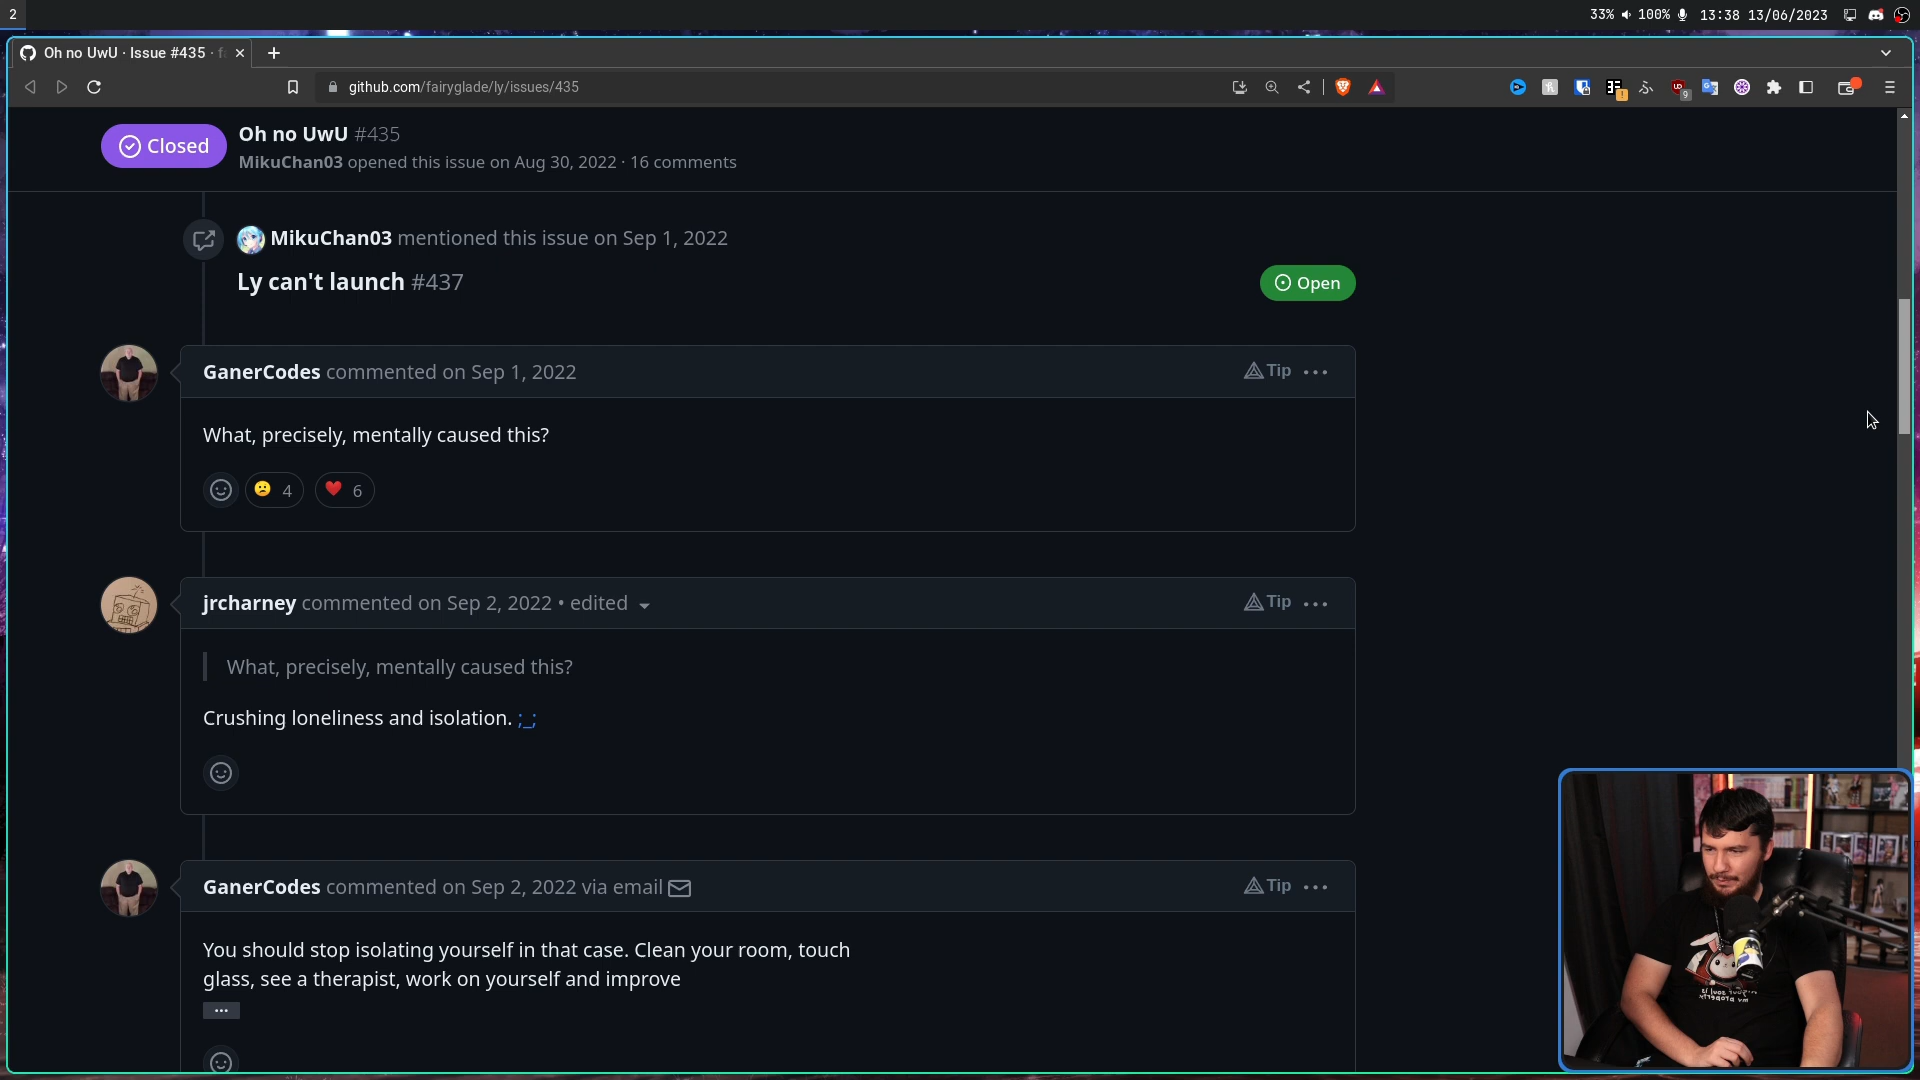 2
33% 100% 13:38 13/06/2023
Oh no UwU · Issue #435 ·
github.com/fairyglade/ly/issues/435
9
Closed
Oh no UwU #435
MikuChan03 opened this issue on Aug 30, 2022 · 16 comments
MikuChan03 mentioned this issue on Sep 1, 2022
Ly can't launch #437
Open
GanerCodes commented on Sep 1, 2022
Tip
What, precisely, mentally caused this?
4
6
jrcharney commented on Sep 2, 2022 • edited
Tip
What, precisely, mentally caused this?
Crushing loneliness and isolation. ;_;
GanerCodes commented on Sep 2, 2022 via email
Tip
You should stop isolating yourself in that case. Clean your room, touch
glass, see a therapist, work on yourself and improve
...